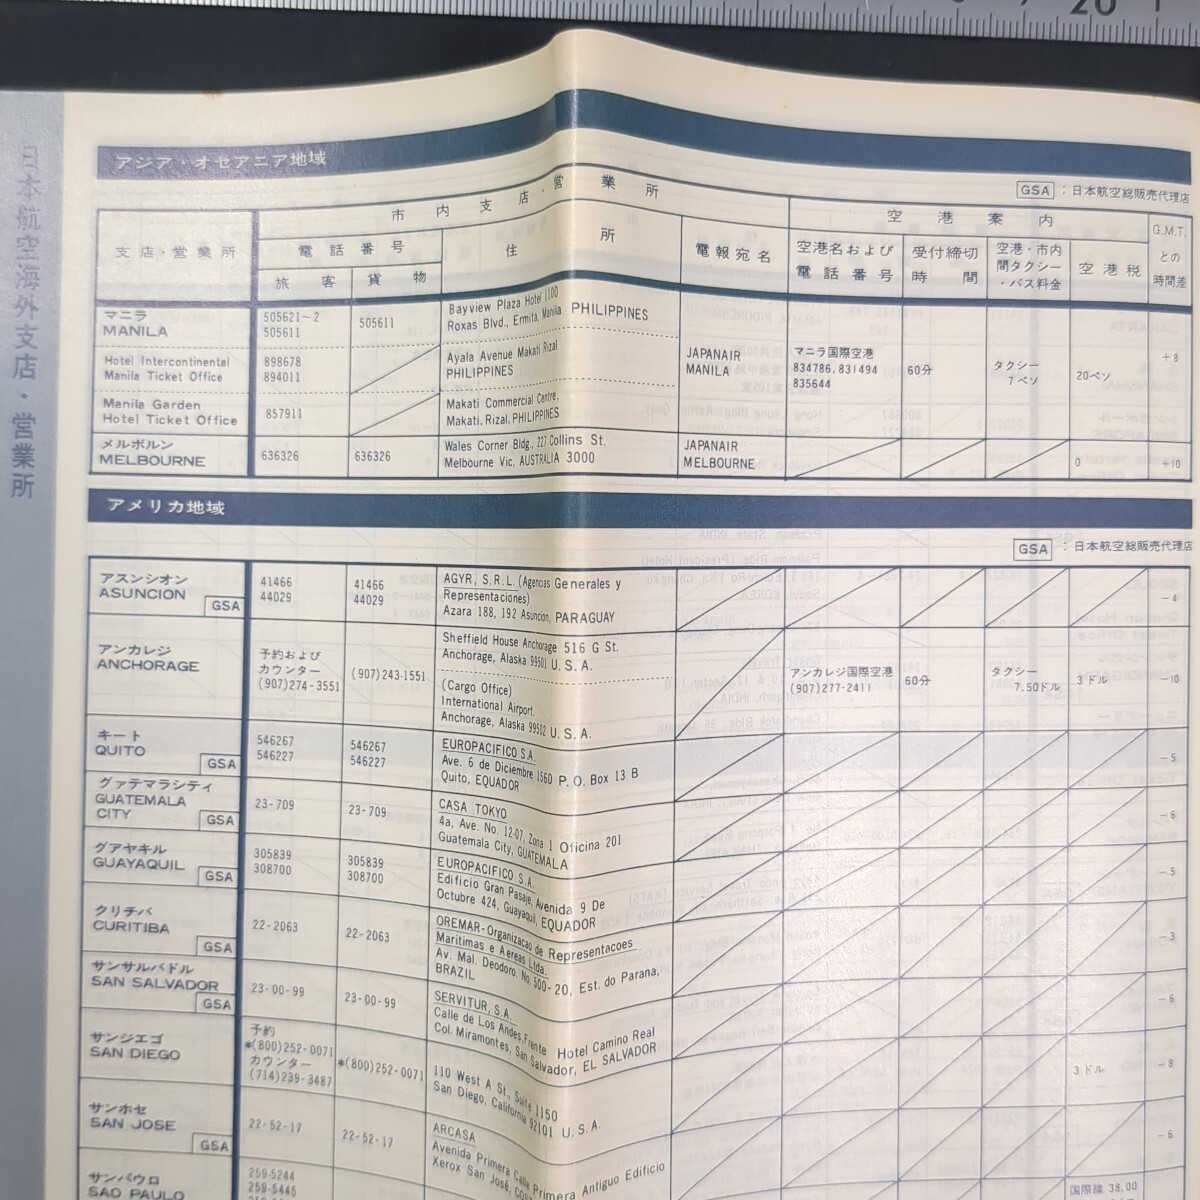 20
日本航空海外支店・営業所
アジア・オセアニア地域
GSA：日本航空総販売代理店
市内支店・営業所
空港案内
G.M.T.
との
時間差
支店・営業所
電話番号
旅客
貨物
住所
電報宛名
空港名および
電話番号
受付締切
時間
空港・市内
間タクシー
・バス料金
空港税
マニラ
MANILA
505621~2
505611
505611
Bayview Plaza Hotel 1100
Roxas Blvd., Ermita, Manila PHILIPPINES
Hotel Intercontinental
Manila Ticket Office
898678
894011
Ayala Avenue Makati Rizal
PHILIPPINES
JAPANAIR
MANILA
マニラ国際空港
834786, 831494
835644
60分
タクシー
7ペソ
20ペソ
+8
Manila Garden
Hotel Ticket Office
857911
Makati Commercial Centre,
Makati, Rizal, PHILIPPINES
メルボルン
MELBOURNE
636326
636326
Wales Corner Bldg., 227 Collins St.
Melbourne Vic, AUSTRALIA 3000
JAPANAIR
MELBOURNE
0
+10
アメリカ地域
GSA：日本航空総販売代理店
アスンシオン
ASUNCION
GSA
41466
44029
41466
44029
AGYR, S.R.L. (Agencias Generales y
Representaciones)
Azara 188, 192 Asuncion, PARAGUAY
-4
アンカレジ
ANCHORAGE
予約および
カウンター
(907)274-3551
(907)243-1551
Sheffield House Anchorage 516 G St.
Anchorage, Alaska 99501 U.S.A.
(Cargo Office)
International Airport.
Anchorage, Alaska 99502 U.S.A.
アンカレジ国際空港
(907)277-2411
60分
タクシー
7.50ドル
3ドル
-10
キート
QUITO
GSA
546267
546227
546267
546227
EUROPACIFICO S.A.
Ave. 6 de Diciembre 1560 P.O. Box 13 B
Quito, EQUADOR
-5
グァテマラシティ
GUATEMALA
CITY
GSA
23-709
23-709
CASA TOKYO
4a, Ave. No. 12-07, Zona 1 Oficina 201
Guatemala City, GUATEMALA
-6
グアヤキル
GUAYAQUIL
GSA
305839
308700
305839
308700
EUROPACIFICO S.A.
Edificio Gran Pasaje, Avenida 9 De
Octubre 424, Guayaquil, EQUADOR
-5
クリチバ
CURITIBA
GSA
22-2063
22-2063
OREMAR-Organizacao de Representacoes
Maritimas e Aereas Ltda.
Av. Mal. Deodoro, No. 500-20, Est. do Parana,
BRAZIL
-3
サンサルバドル
SAN SALVADOR
GSA
23-00-99
23-00-99
SERVITUR, S.A.
Calle de Los Andes, Frente Hotel Camino Real
Col. Miramontes, San Salvador, EL SALVADOR
-6
サンジエゴ
SAN DIEGO
予約
*(800)252-0071
カウンター
(714)239-3487
*(800)252-0071
110 West A St., Suite 1150
San Diego, California 92101 U.S.A.
3ドル
-8
サンホセ
SAN JOSE
GSA
22-52-17
22-52-17
ARCASA
Avenida Primera Calle Primera Antiguo Edificio
Xerox San José,
-6
サンパウロ
SAO PAULO
259-5244
259-5445
国際線 38.00